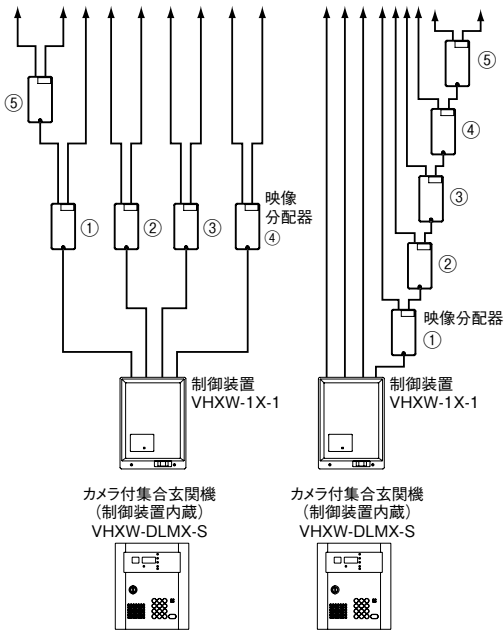 ⑤
①
②
③
映像
分配器
④
制御装置
VHXW-1X-1
カメラ付集合玄関機
(制御装置内蔵)
VHXW-DLMX-S
⑤
④
③
②
映像分配器
①
制御装置
VHXW-1X-1
カメラ付集合玄関機
(制御装置内蔵)
VHXW-DLMX-S